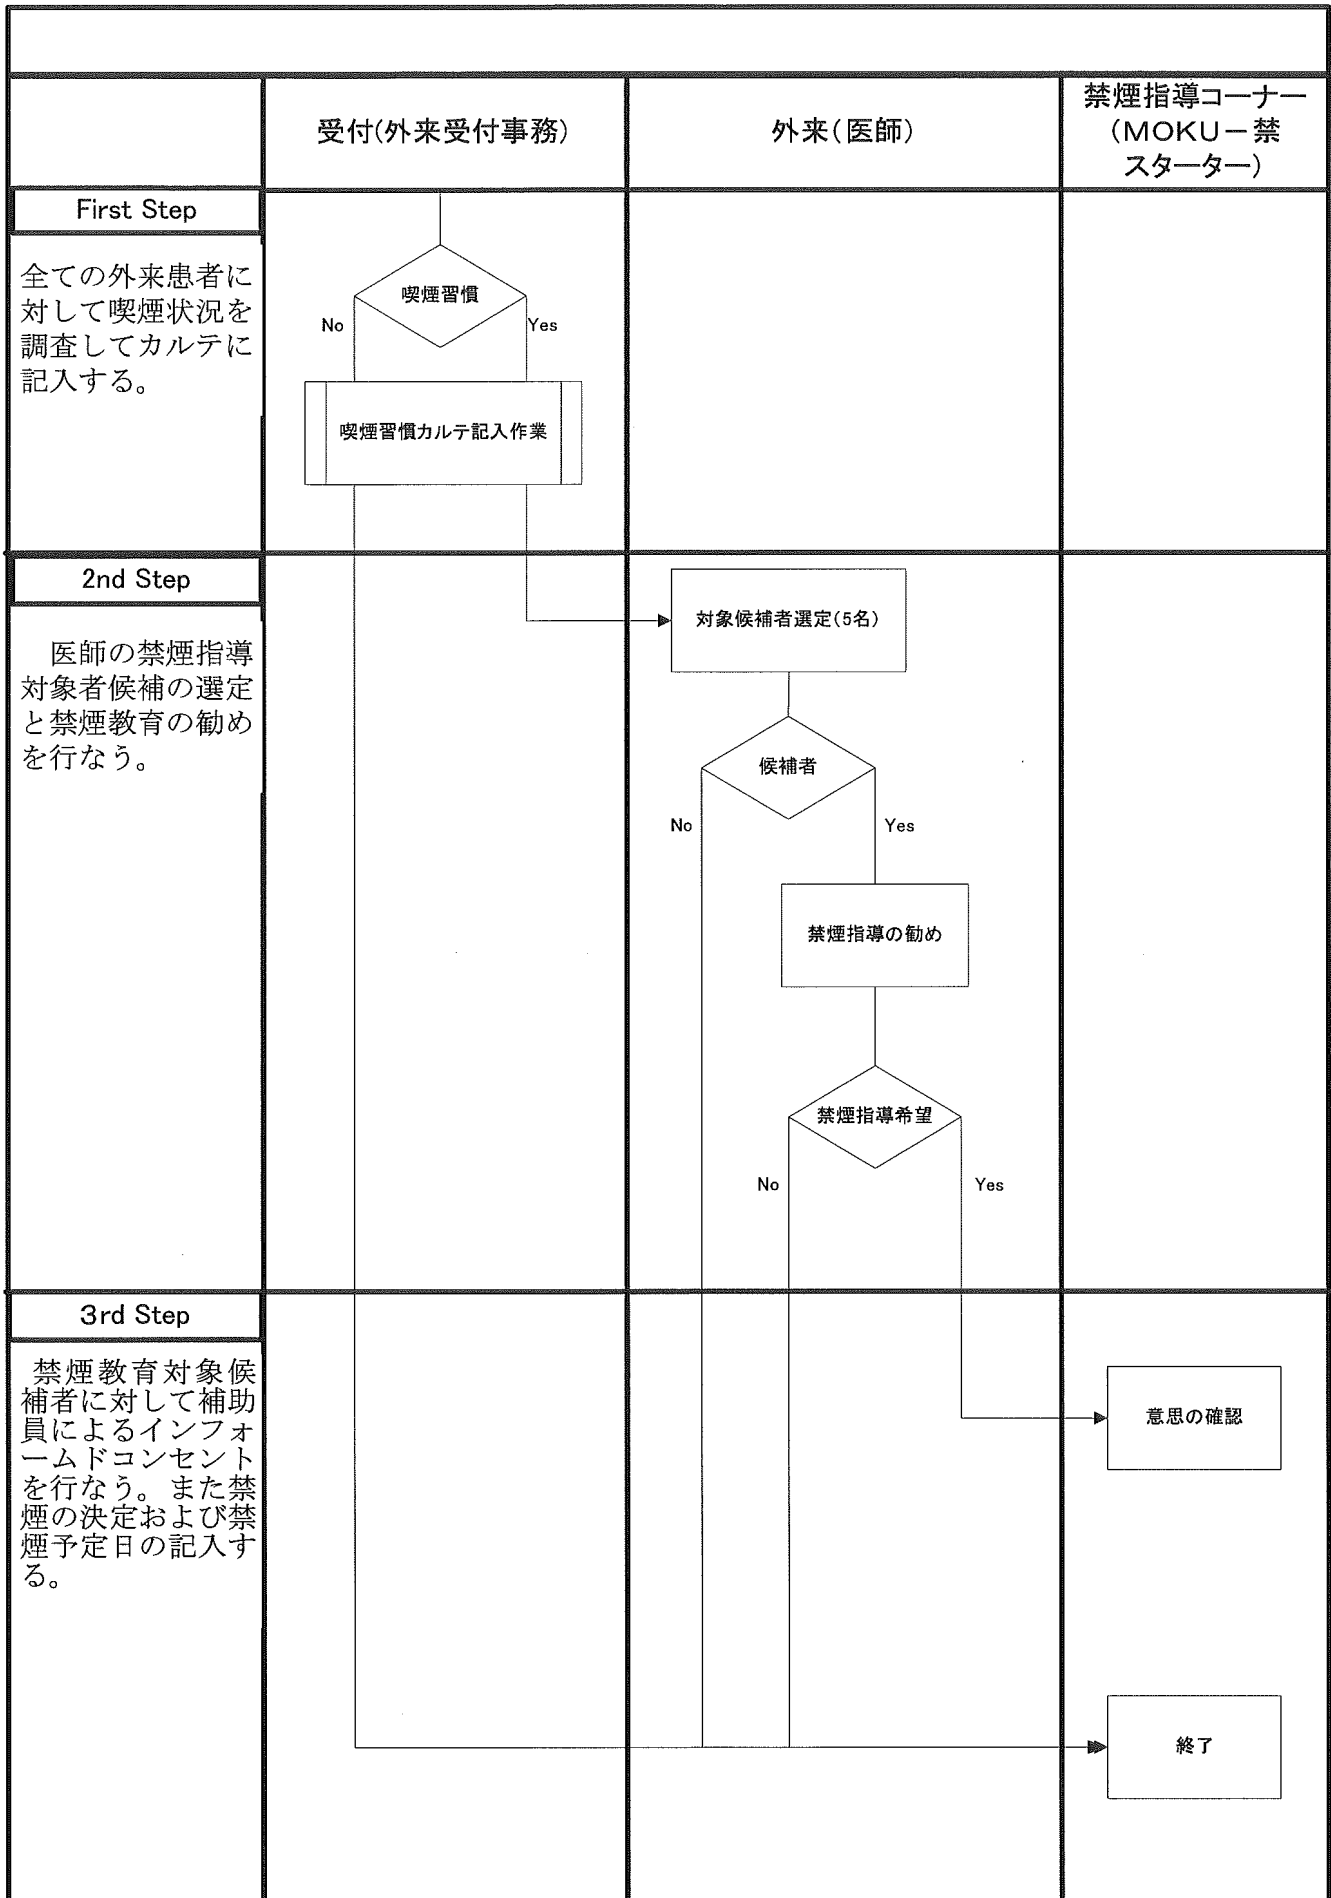 受付(外来受付事務)
外来(医師)
禁煙指導コーナー
(MOKU－禁
スターター)
First Step
全ての外来患者に
対して喫煙状況を
調査してカルテに
記入する。
喫煙習慣
No
Yes
喫煙習慣カルテ記入作業
2nd Step
医師の禁煙指導
対象者候補の選定
と禁煙教育の勧め
を行なう。
対象候補者選定(5名)
候補者
No
Yes
禁煙指導の勧め
禁煙指導希望
No
Yes
3rd Step
禁煙教育対象候
補者に対して補助
員によるインフォ
ームドコンセント
を行なう。また禁
煙の決定および禁
煙予定日の記入す
る。
意思の確認
終了